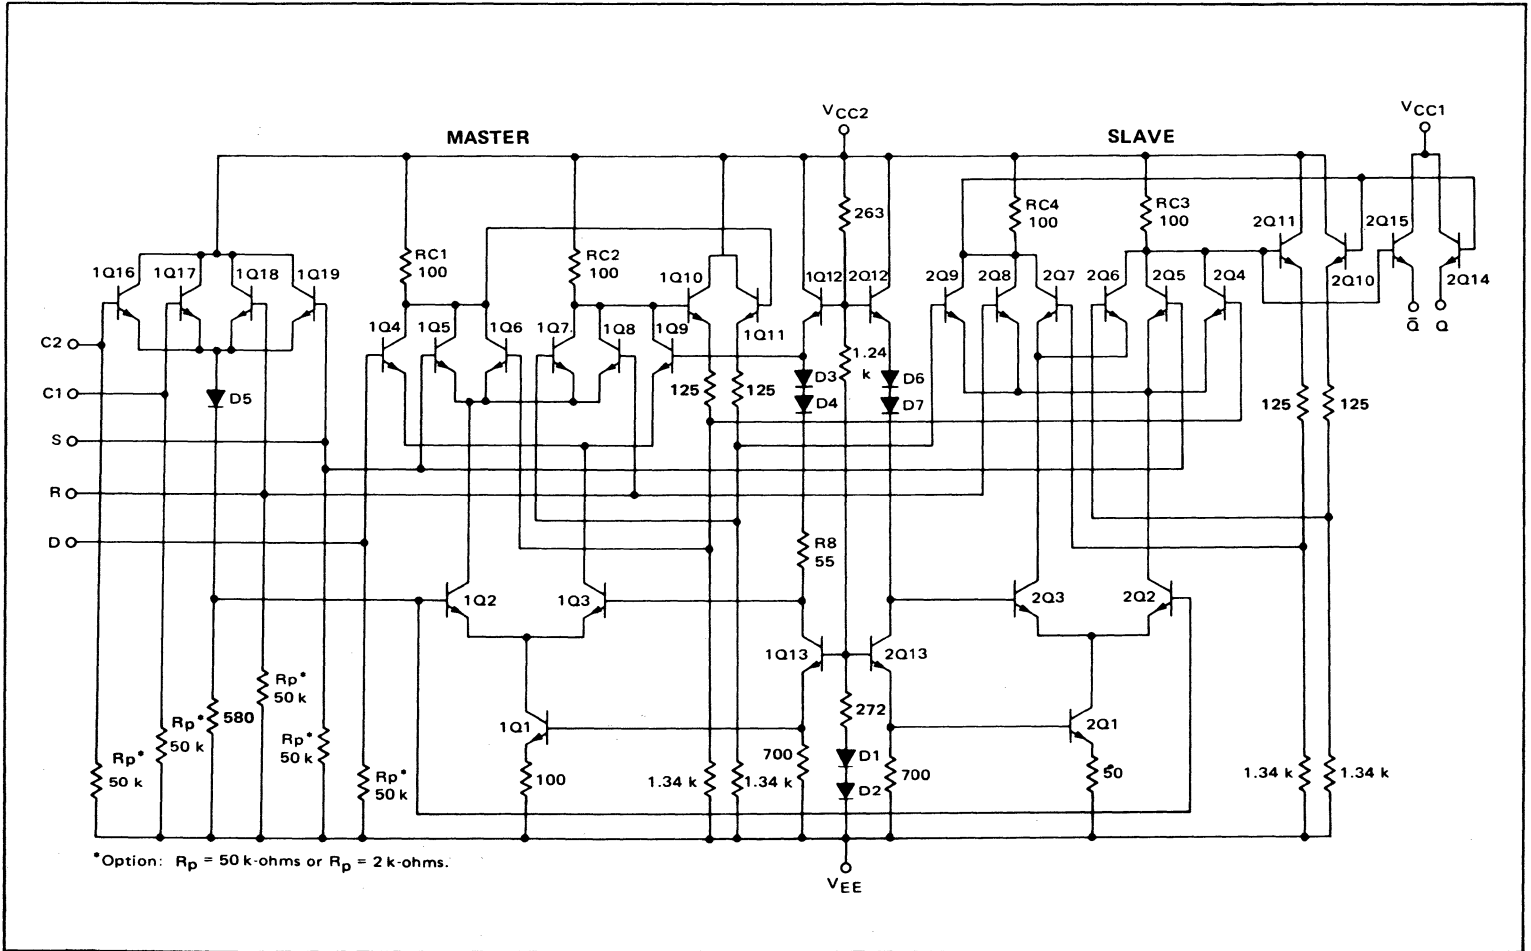 VCC2
VCC1
MASTER
SLAVE
263
RC4
100
RC3
100
2Q11
2Q15
RC1
100
RC2
100
1Q16
1Q17
1Q18
1Q19
1Q10
1Q12
2Q12
2Q9
2Q8
2Q7
2Q6
2Q5
2Q4
2Q10
2Q14
1Q4
1Q5
1Q6
1Q7
1Q8
1Q9
1Q11
Q̅
Q
C2
1.24
k
D3
D6
125
125
D4
D7
125
125
C1
D5
S
R
D
R8
55
1Q2
1Q3
2Q3
2Q2
1Q13
2Q13
Rp*
50 k
Rp*
50 k
580
272
1Q1
2Q1
Rp*
50 k
Rp*
50 k
Rp*
50 k
100
1.34 k
1.34 k
700
D1
D2
700
50
1.34 k
1.34 k
*Option: Rp = 50 k-ohms or Rp = 2 k-ohms.
VEE